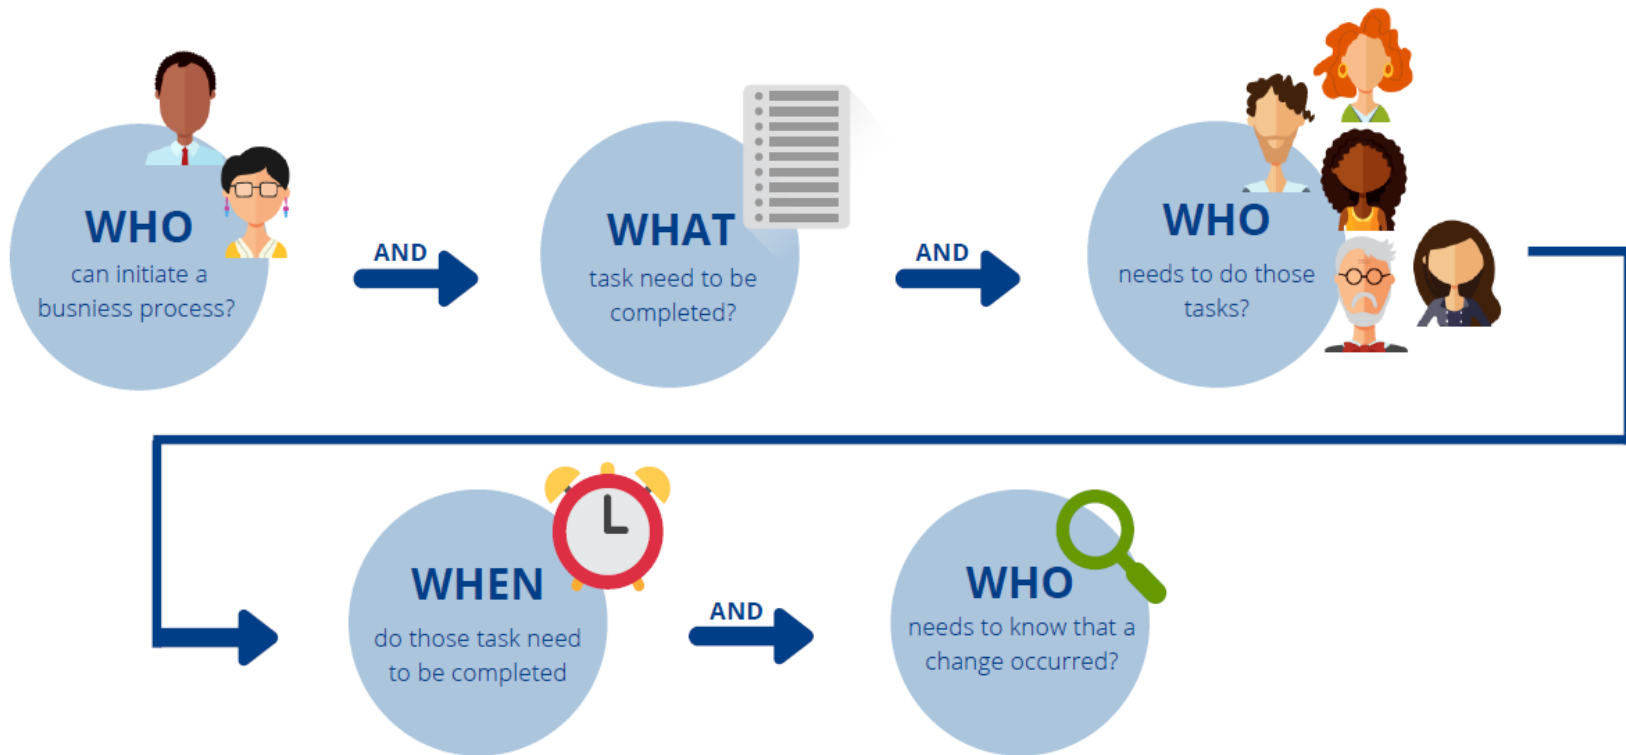 WHO
can initiate a
busniess process?
AND
WHAT
task need to be
completed?
AND
WHO
needs to do those
tasks?
WHEN
do those task need
to be completed
AND
WHO
needs to know that a
change occurred?